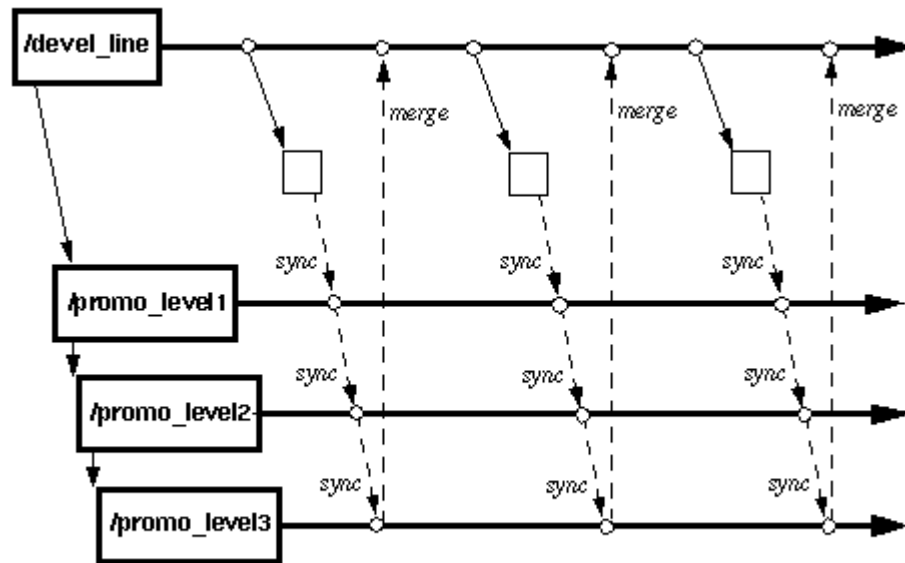 /devel_line
merge
merge
merge
sync
sync
sync
/promo_level1
sync
sync
sync
/promo_level2
sync
sync
sync
/promo_level3